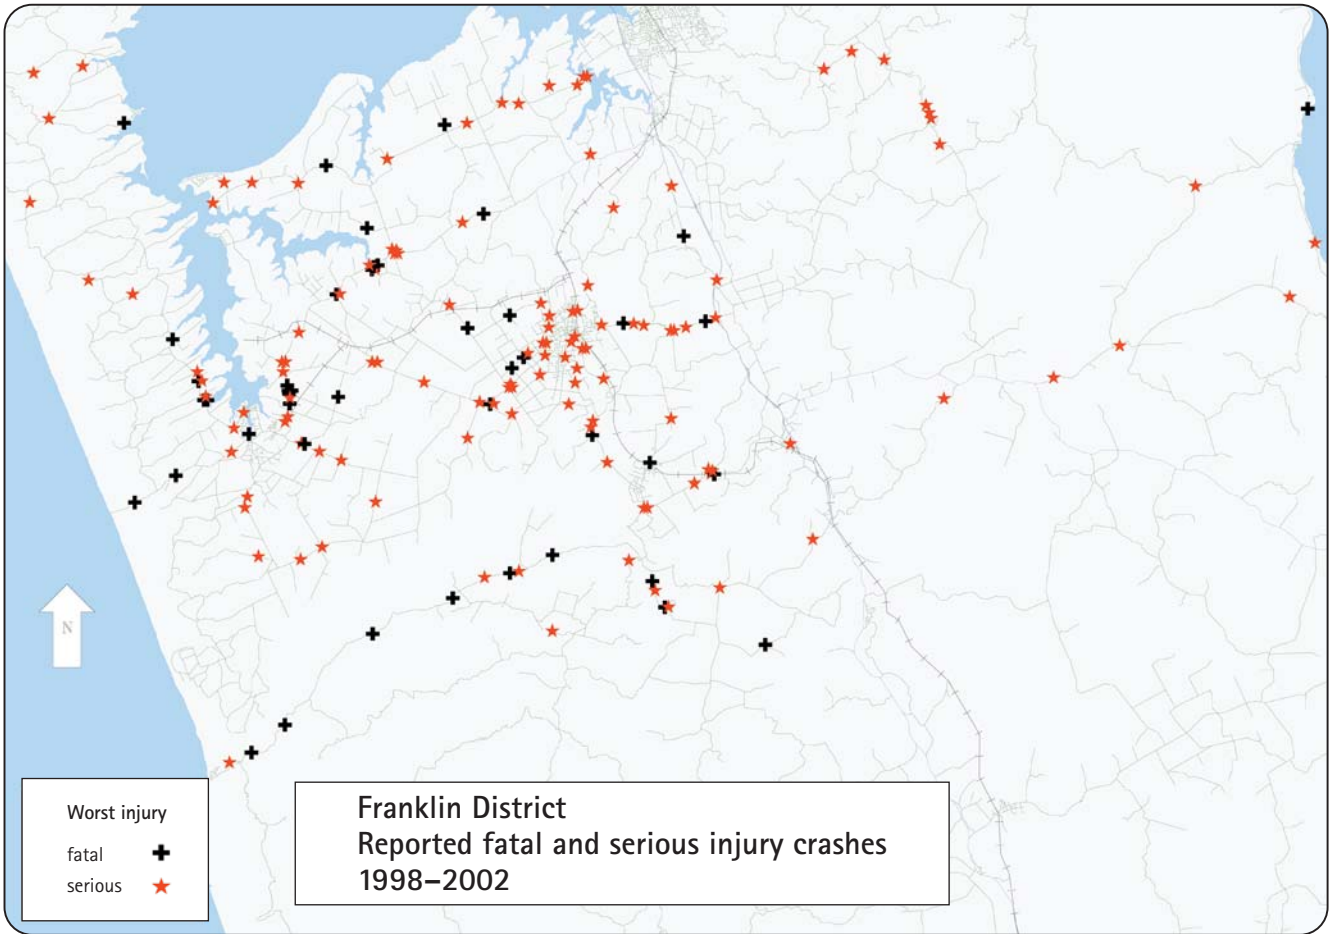 N
Worst injury
fatal
serious
Franklin District
Reported fatal and serious injury crashes
1998–2002